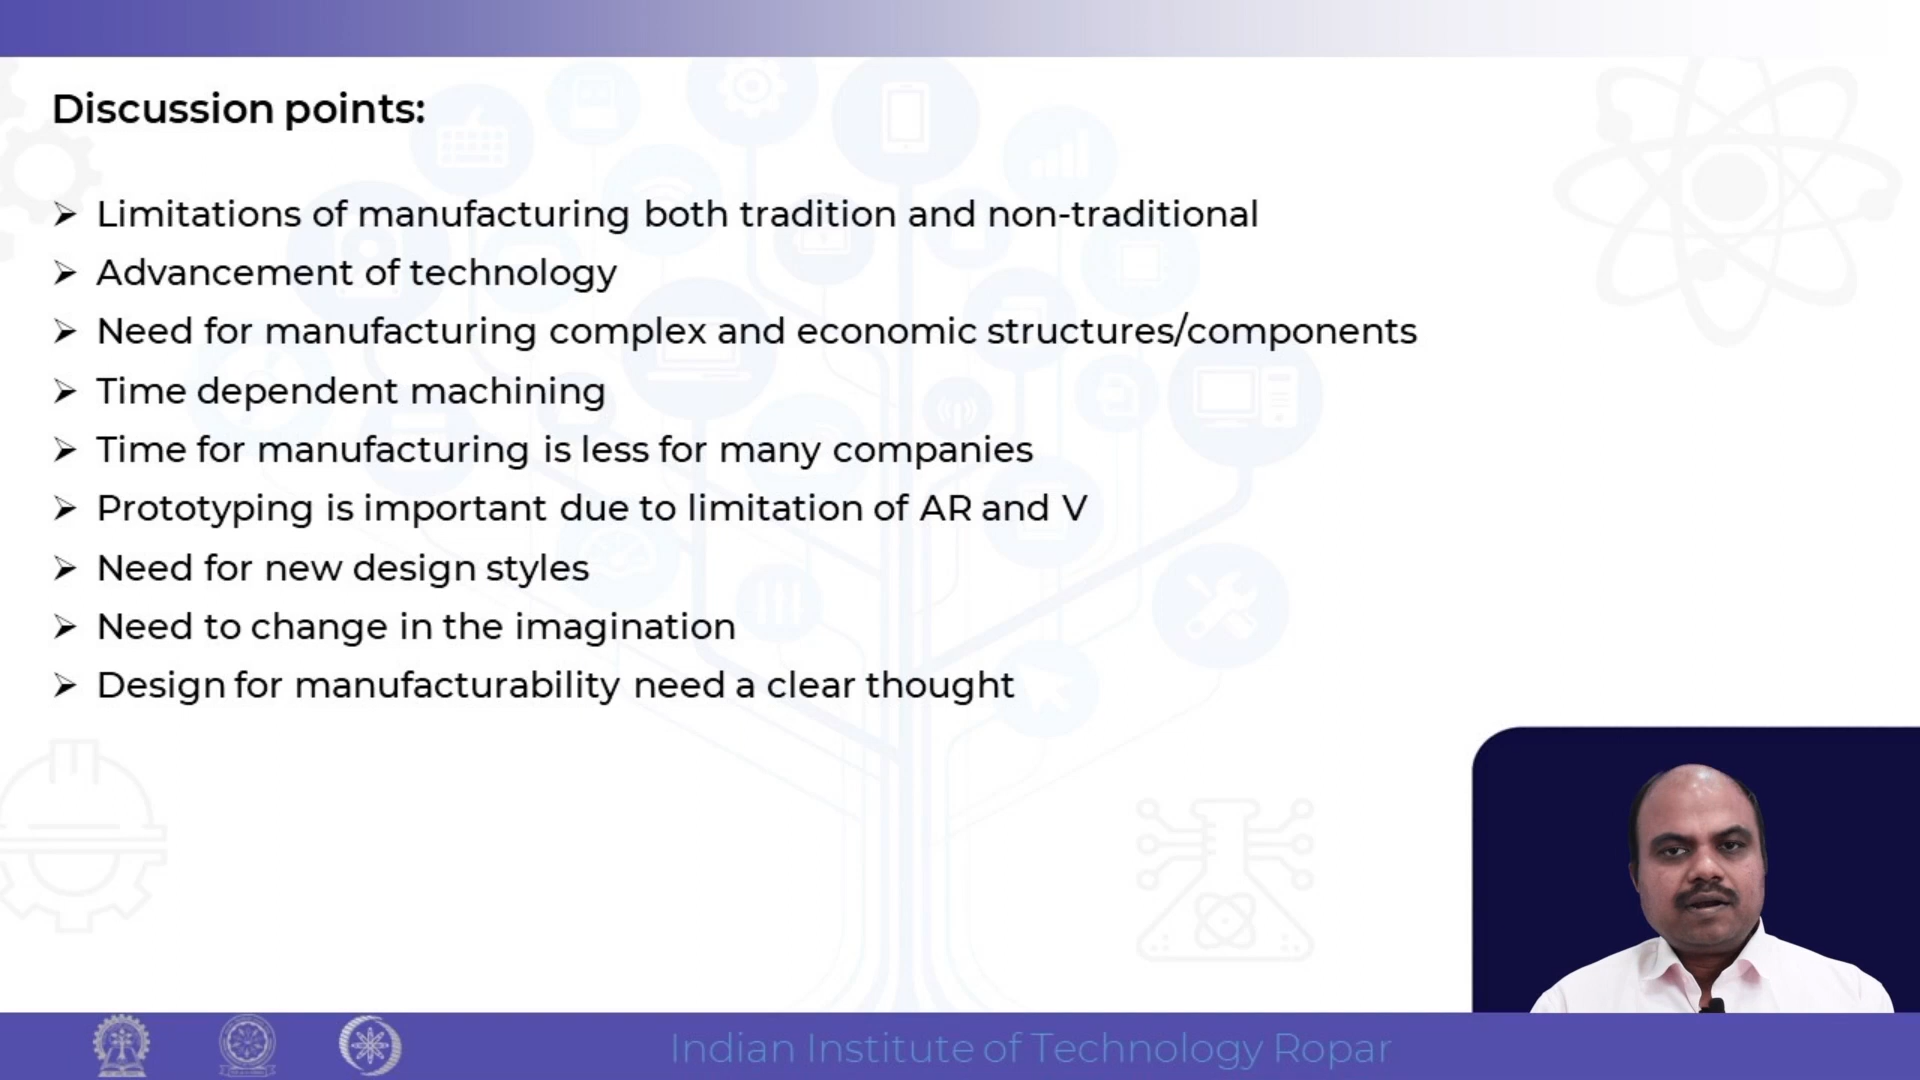 Discussion points:
Limitations of manufacturing both tradition and non-traditional
Advancement of technology
Need for manufacturing complex and economic structures/components
Time dependent machining
Time for manufacturing is less for many companies
Prototyping is important due to limitation of AR and V
Need for new design styles
Need to change in the imagination
Design for manufacturability need a clear thought
Indian Institute of Technology Ropar